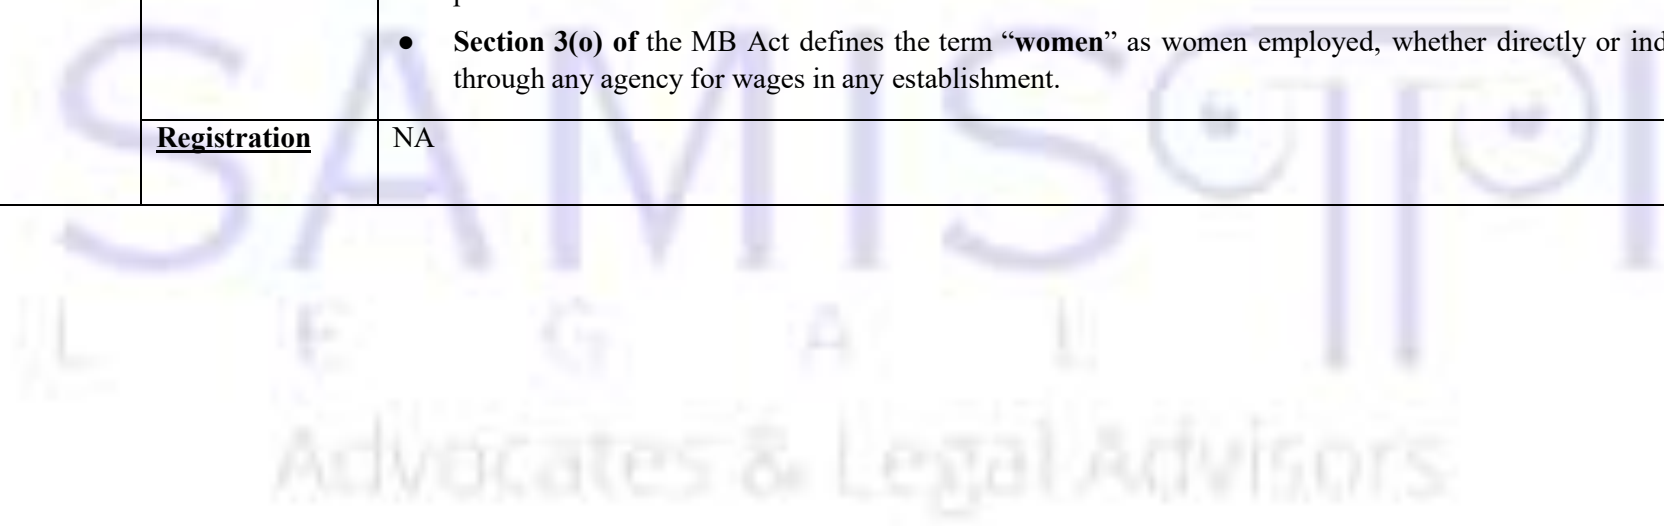 Section 3(o) of the MB Act defines the term “women” as women employed, whether directly or
through any agency for wages in any establishment.
Registration NA
SAMIS
L E G A L
Advocates & Legal Advisors